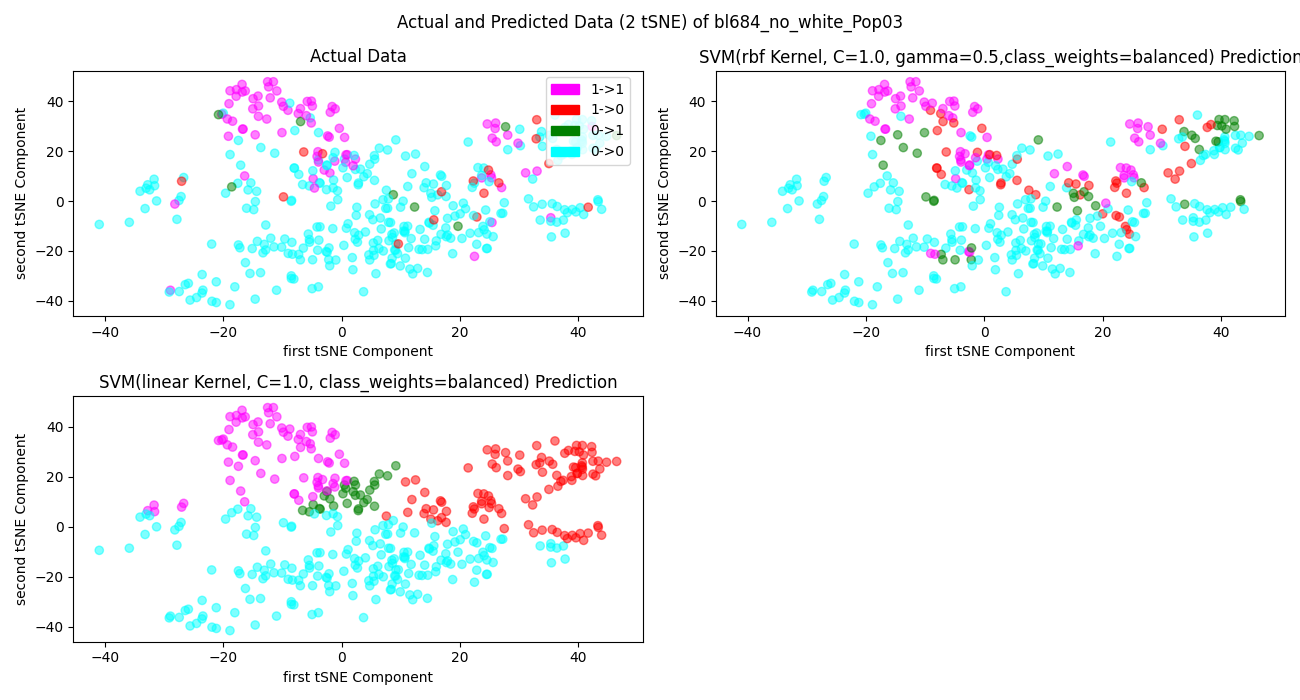 Actual and Predicted Data (2 tSNE) of bl684_no_white_Pop03
Actual Data
second tSNE Component
40
20
0
−20
−40
1->1
1->0
0->1
0->0
−40 −20 0 20 40
first tSNE Component
SVM(rbf Kernel, C=1.0, gamma=0.5,class_weights=balanced) Prediction
second tSNE Component
40
20
0
−20
−40
−40 −20 0 20 40
first tSNE Component
SVM(linear Kernel, C=1.0, class_weights=balanced) Prediction
second tSNE Component
40
20
0
−20
−40
−40 −20 0 20 40
first tSNE Component